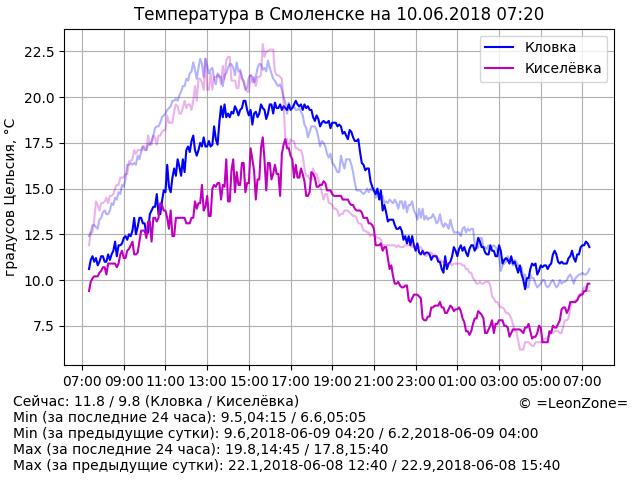 Температура в Смоленске на 10.06.2018 07:20
градусов Цельсия, °C
22.5
20.0
17.5
15.0
12.5
10.0
7.5
Кловка
Киселёвка
07:00 09:00 11:00 13:00 15:00 17:00 19:00 21:00 23:00 01:00 03:00 05:00 07:00
Сейчас: 11.8 / 9.8 (Кловка / Киселёвка)
© =LeonZone=
Min (за последние 24 часа): 9.5,04:15 / 6.6,05:05
Min (за предыдущие сутки): 9.6,2018-06-09 04:20 / 6.2,2018-06-09 04:00
Max (за последние 24 часа): 19.8,14:45 / 17.8,15:40
Max (за предыдущие сутки): 22.1,2018-06-08 12:40 / 22.9,2018-06-08 15:40